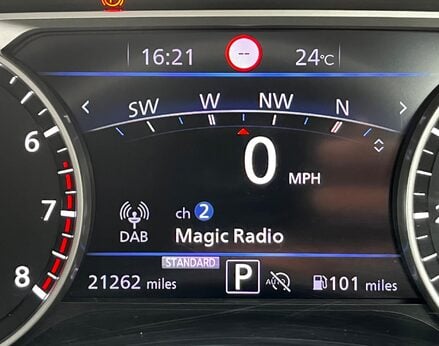 16:21 -- 24°C
SW W NW N
0 MPH
6
7
8
ch 2
DAB Magic Radio
STANDARD
21262 miles P AUTO 101 miles